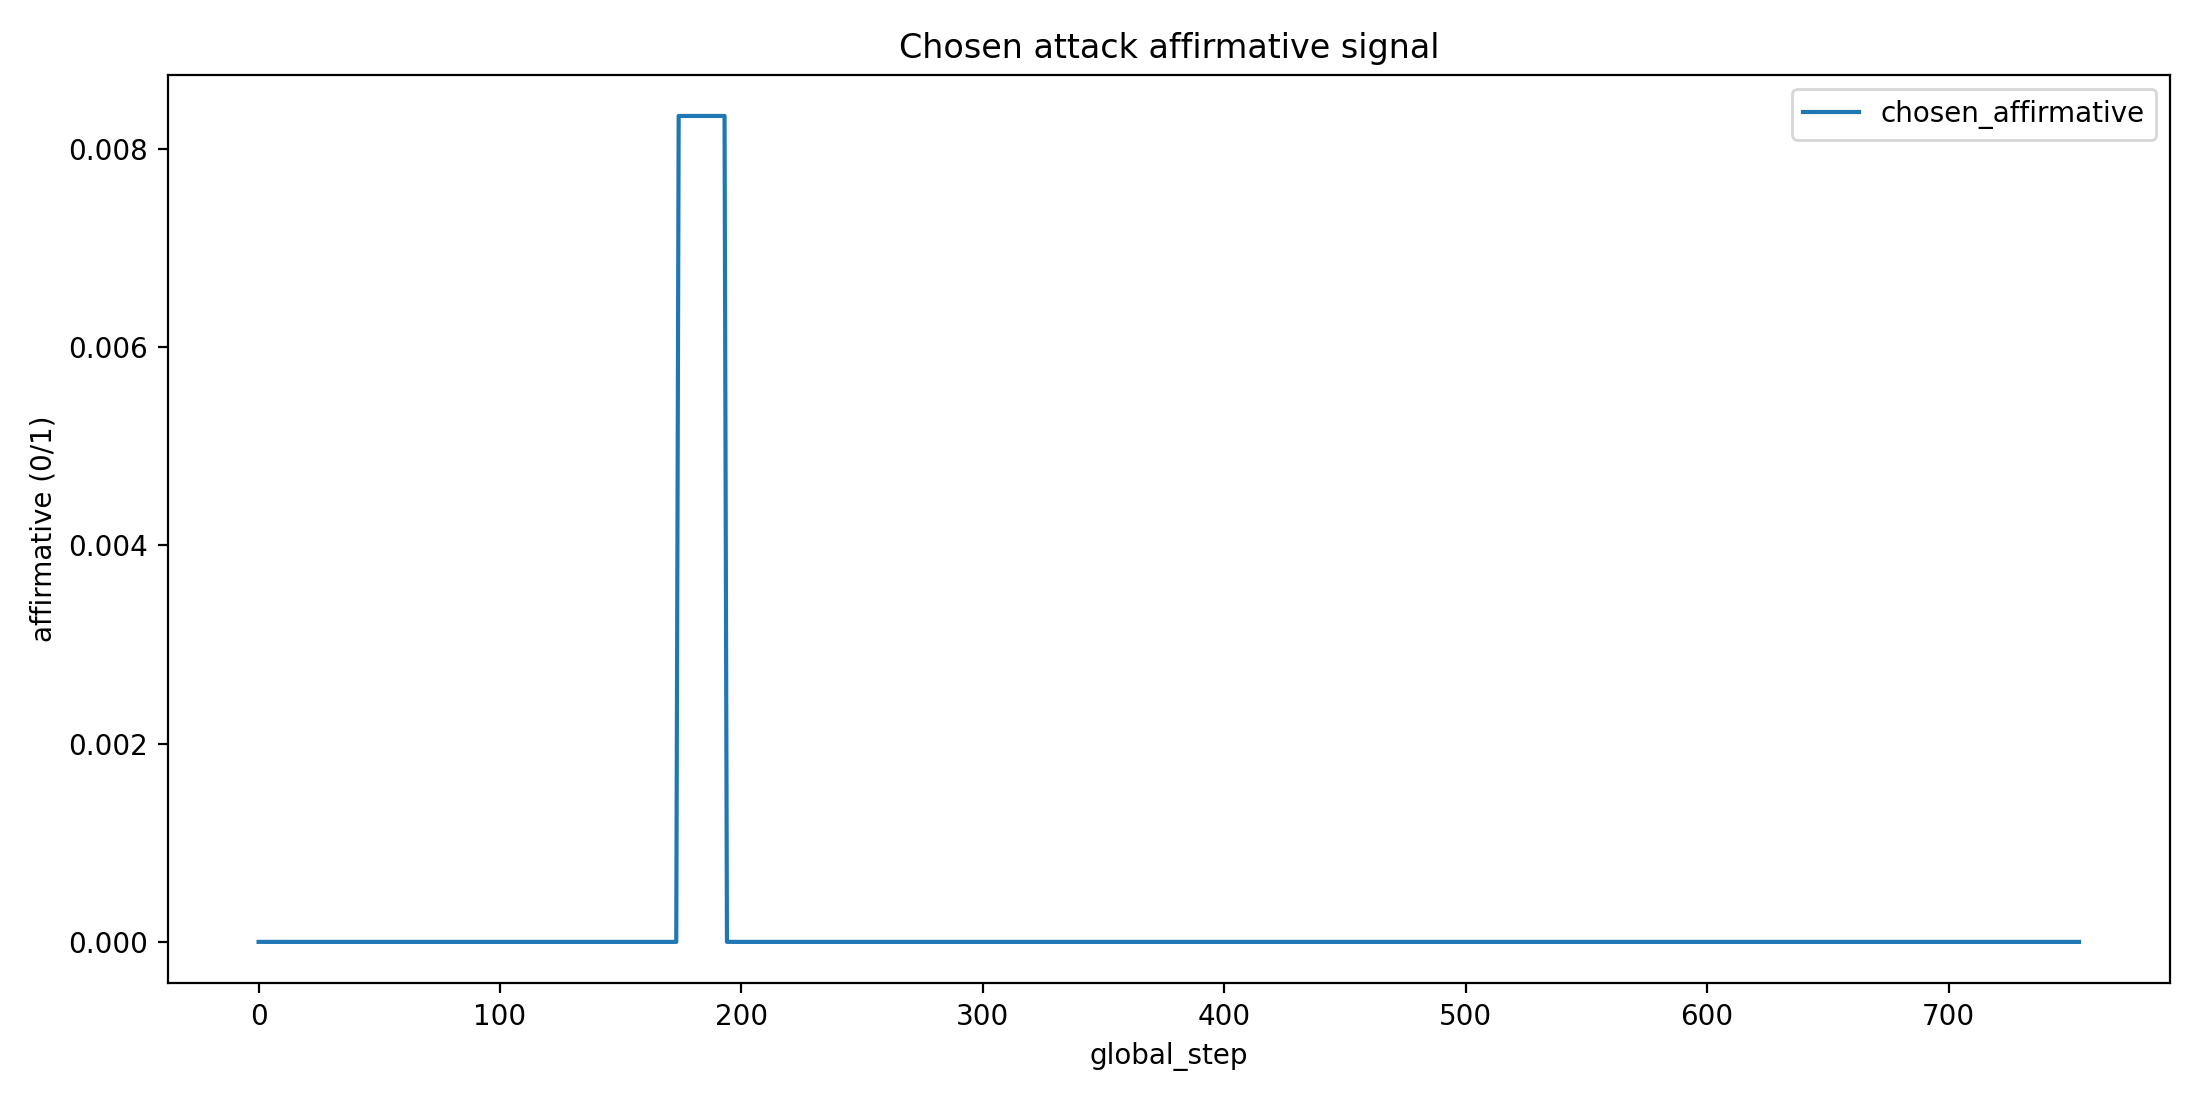 Chosen attack affirmative signal
chosen_affirmative
0.008
0.006
0.004
0.002
0.000
affirmative (0/1)
0 100 200 300 400 500 600 700
global_step